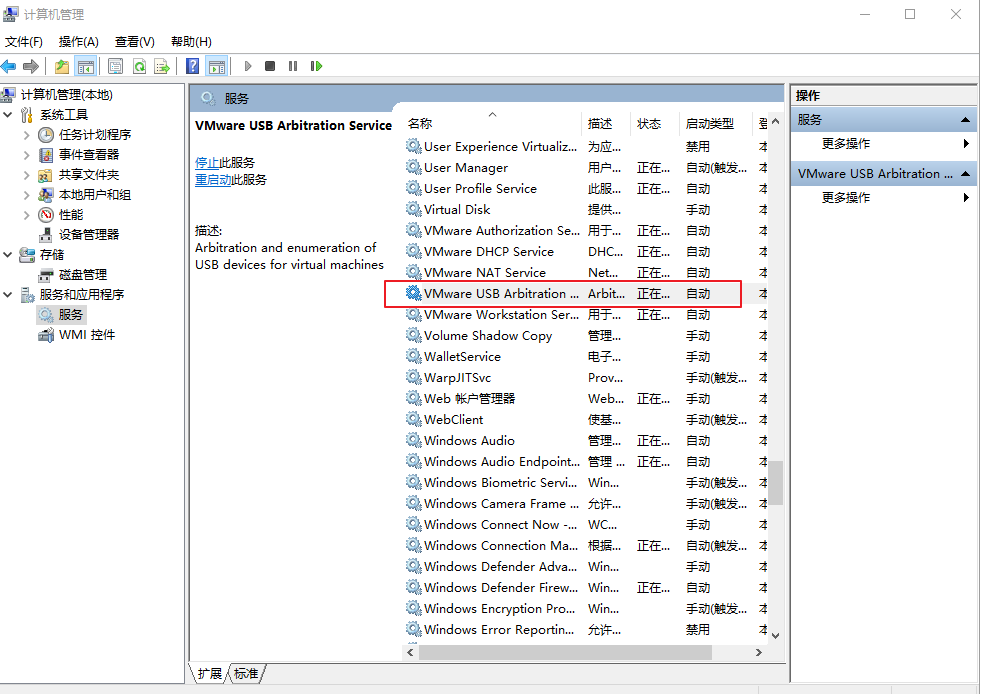 计算机管理
文件(F) 操作(A) 查看(V) 帮助(H)
计算机管理(本地)
系统工具
任务计划程序
事件查看器
共享文件夹
本地用户和组
性能
设备管理器
存储
磁盘管理
服务和应用程序
服务
WMI 控件
服务
VMware USB Arbitration Service
停止此服务
重启动此服务
描述:
Arbitration and enumeration of
USB devices for virtual machines
名称 描述 状态 启动类型 登
User Experience Virtualiz... 为应... 禁用 本
User Manager 用户... 正在... 自动(触发... 本
User Profile Service 此服... 正在... 自动 本
Virtual Disk 提供... 手动 本
VMware Authorization Se... 用于... 正在... 自动 本
VMware DHCP Service DHC... 正在... 自动 本
VMware NAT Service Net... 正在... 自动 本
VMware USB Arbitration ... Arbit... 正在... 自动 本
VMware Workstation Ser... 用于... 正在... 自动 本
Volume Shadow Copy 管理... 手动 本
WalletService 电子... 手动 本
WarpJITSvc Prov... 手动(触发... 本
Web 帐户管理器 Web... 正在... 手动 本
WebClient 使基... 手动(触发... 本
Windows Audio 管理... 正在... 自动 本
Windows Audio Endpoint... 管理 ... 正在... 自动 本
Windows Biometric Servi... Win... 手动(触发... 本
Windows Camera Frame ... 允许... 手动(触发... 本
Windows Connect Now -... WC... 手动 本
Windows Connection Ma... 根据... 正在... 自动(触发... 本
Windows Defender Adva... Win... 手动 本
Windows Defender Firew... Win... 正在... 自动 本
Windows Encryption Pro... Win... 手动(触发... 本
Windows Error Reportin... 允许... 禁用 本
扩展 标准
操作
服务
更多操作
VMware USB Arbitration ...
更多操作